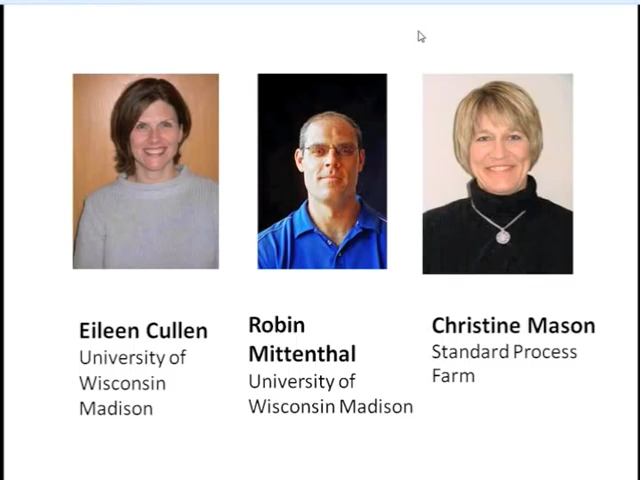 Eileen Cullen
University of
Wisconsin
Madison
Robin
Mittenthal
University of
Wisconsin Madison
Christine Mason
Standard Process
Farm